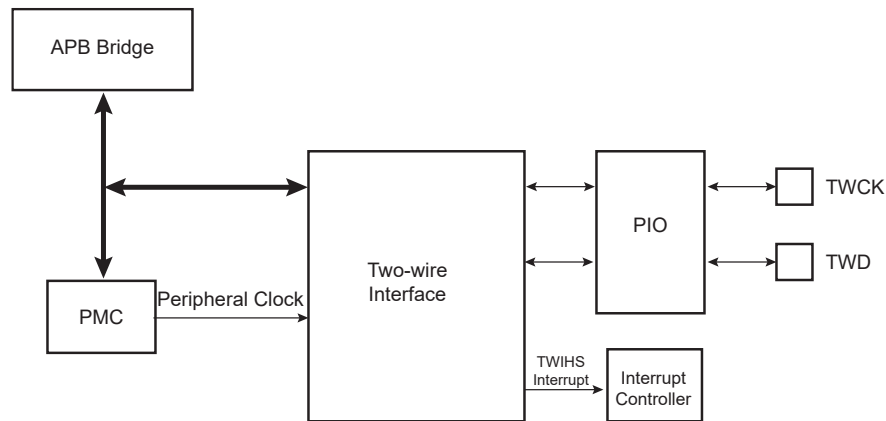 APB Bridge
PIO
TWCK
TWD
Two-wire
Interface
PMC
Peripheral Clock
TWIHS
Interrupt
Interrupt
Controller